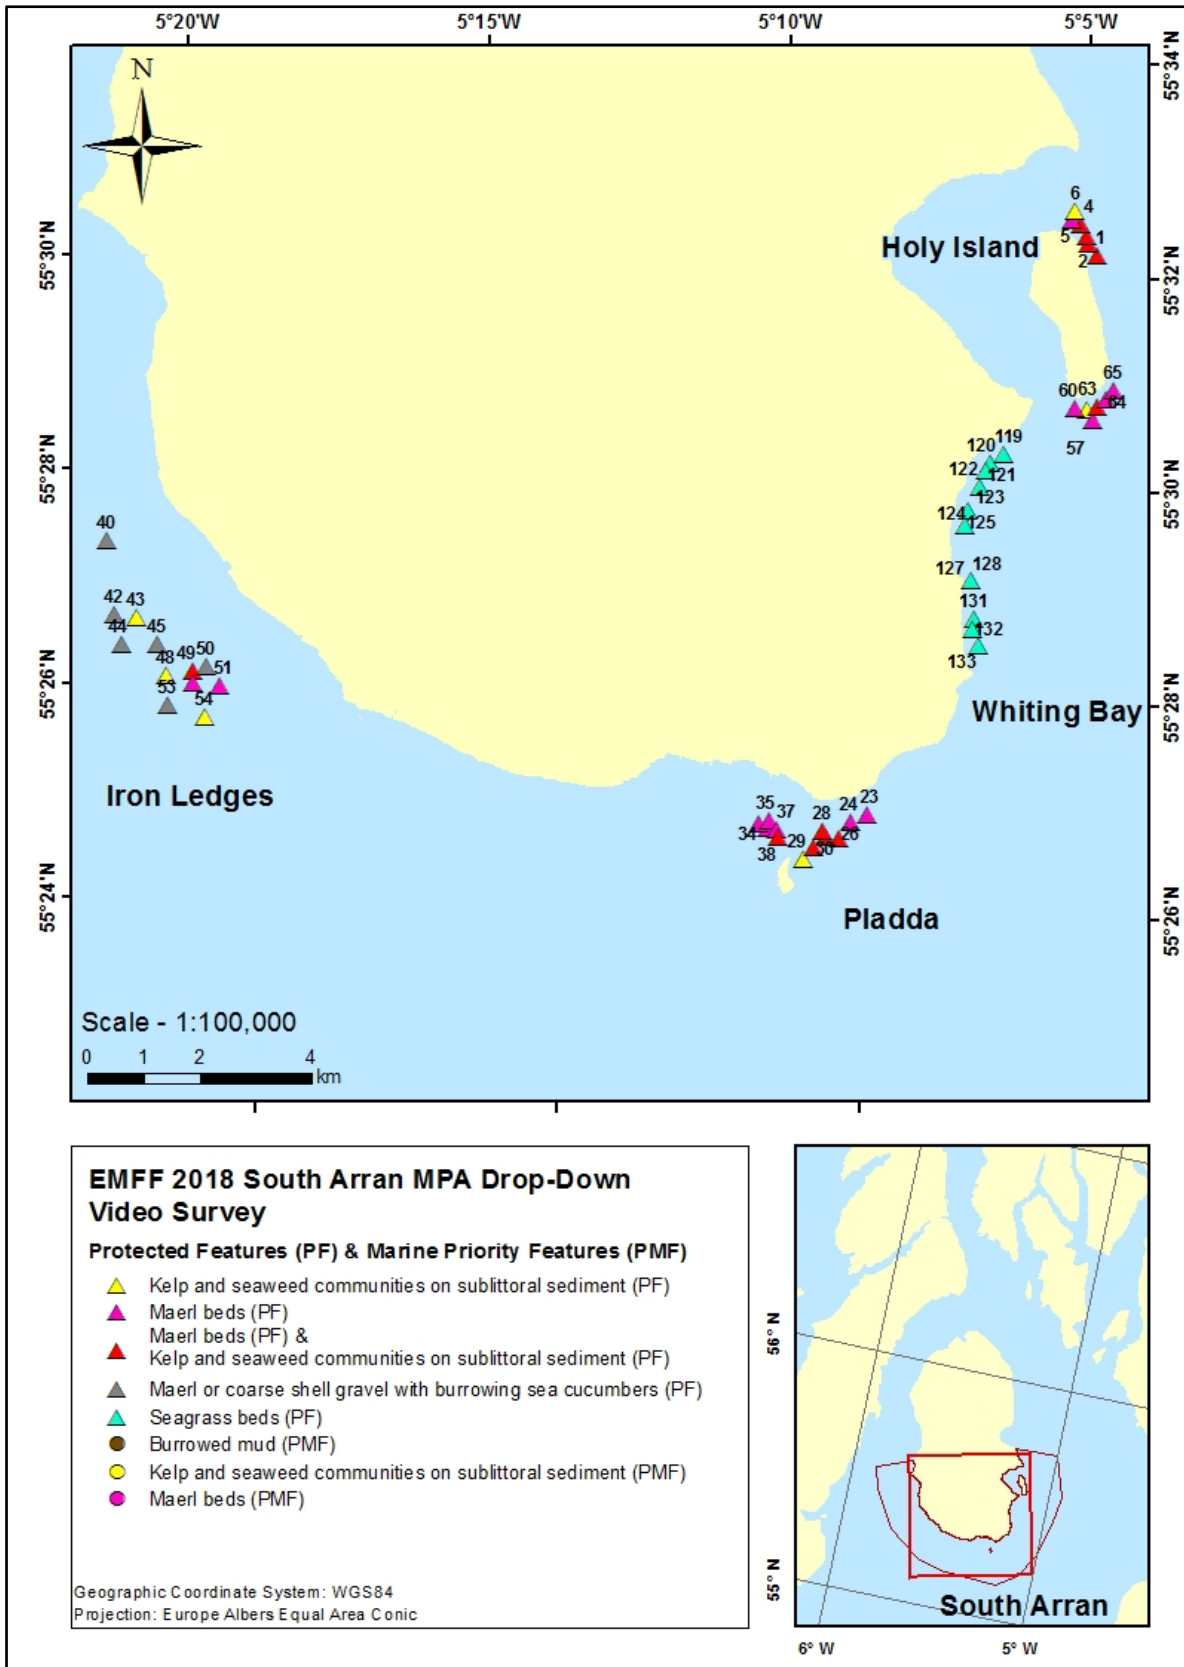 5°20'W
5°15'W
5°10'W
5°5'W
55°34'N
N
6
4
5
1
2
Holy Island
55°30'N
55°32'N
65
60
63
64
57
119
120
122
121
123
124
125
55°28'N
55°30'N
40
127
128
42
43
131
44
45
132
48
49
50
51
133
53
54
55°26'N
55°28'N
Whiting Bay
Iron Ledges
35
37
28
24
23
34
29
26
38
30
55°24'N
55°26'N
Pladda
Scale - 1:100,000
0 1 2 4
km
EMFF 2018 South Arran MPA Drop-Down
Video Survey
Protected Features (PF) & Marine Priority Features (PMF)
Kelp and seaweed communities on sublittoral sediment (PF)
Maerl beds (PF)
Maerl beds (PF) &
Kelp and seaweed communities on sublittoral sediment (PF)
Maerl or coarse shell gravel with burrowing sea cucumbers (PF)
Seagrass beds (PF)
Burrowed mud (PMF)
Kelp and seaweed communities on sublittoral sediment (PMF)
Maerl beds (PMF)
Geographic Coordinate System: WGS84
Projection: Europe Albers Equal Area Conic
56° N
55° N
South Arran
6° W
5° W